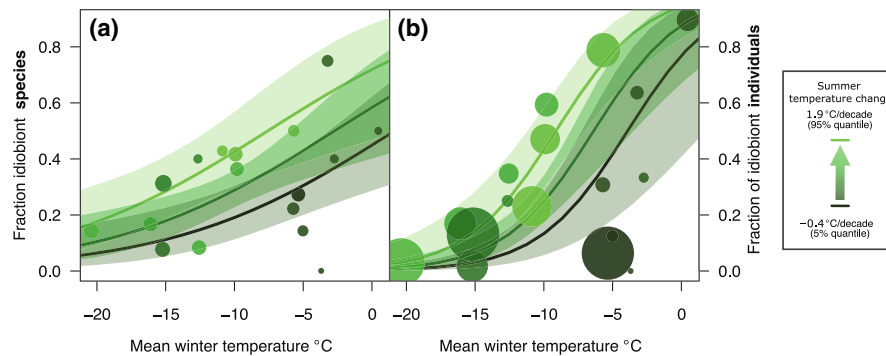 (a)
(b)
Fraction idiobiont species
0.8
0.6
0.4
0.2
0.0
−20
−15
−10
−5
0
Mean winter temperature °C
−20
−15
−10
−5
0
Mean winter temperature °C
0.8
0.6
0.4
0.2
0.0
Fraction of idiobiont individuals
Summer
temperature chang
1.9 °C/decade
(95% quantile)
−0.4°C/decade
(5% quantile)